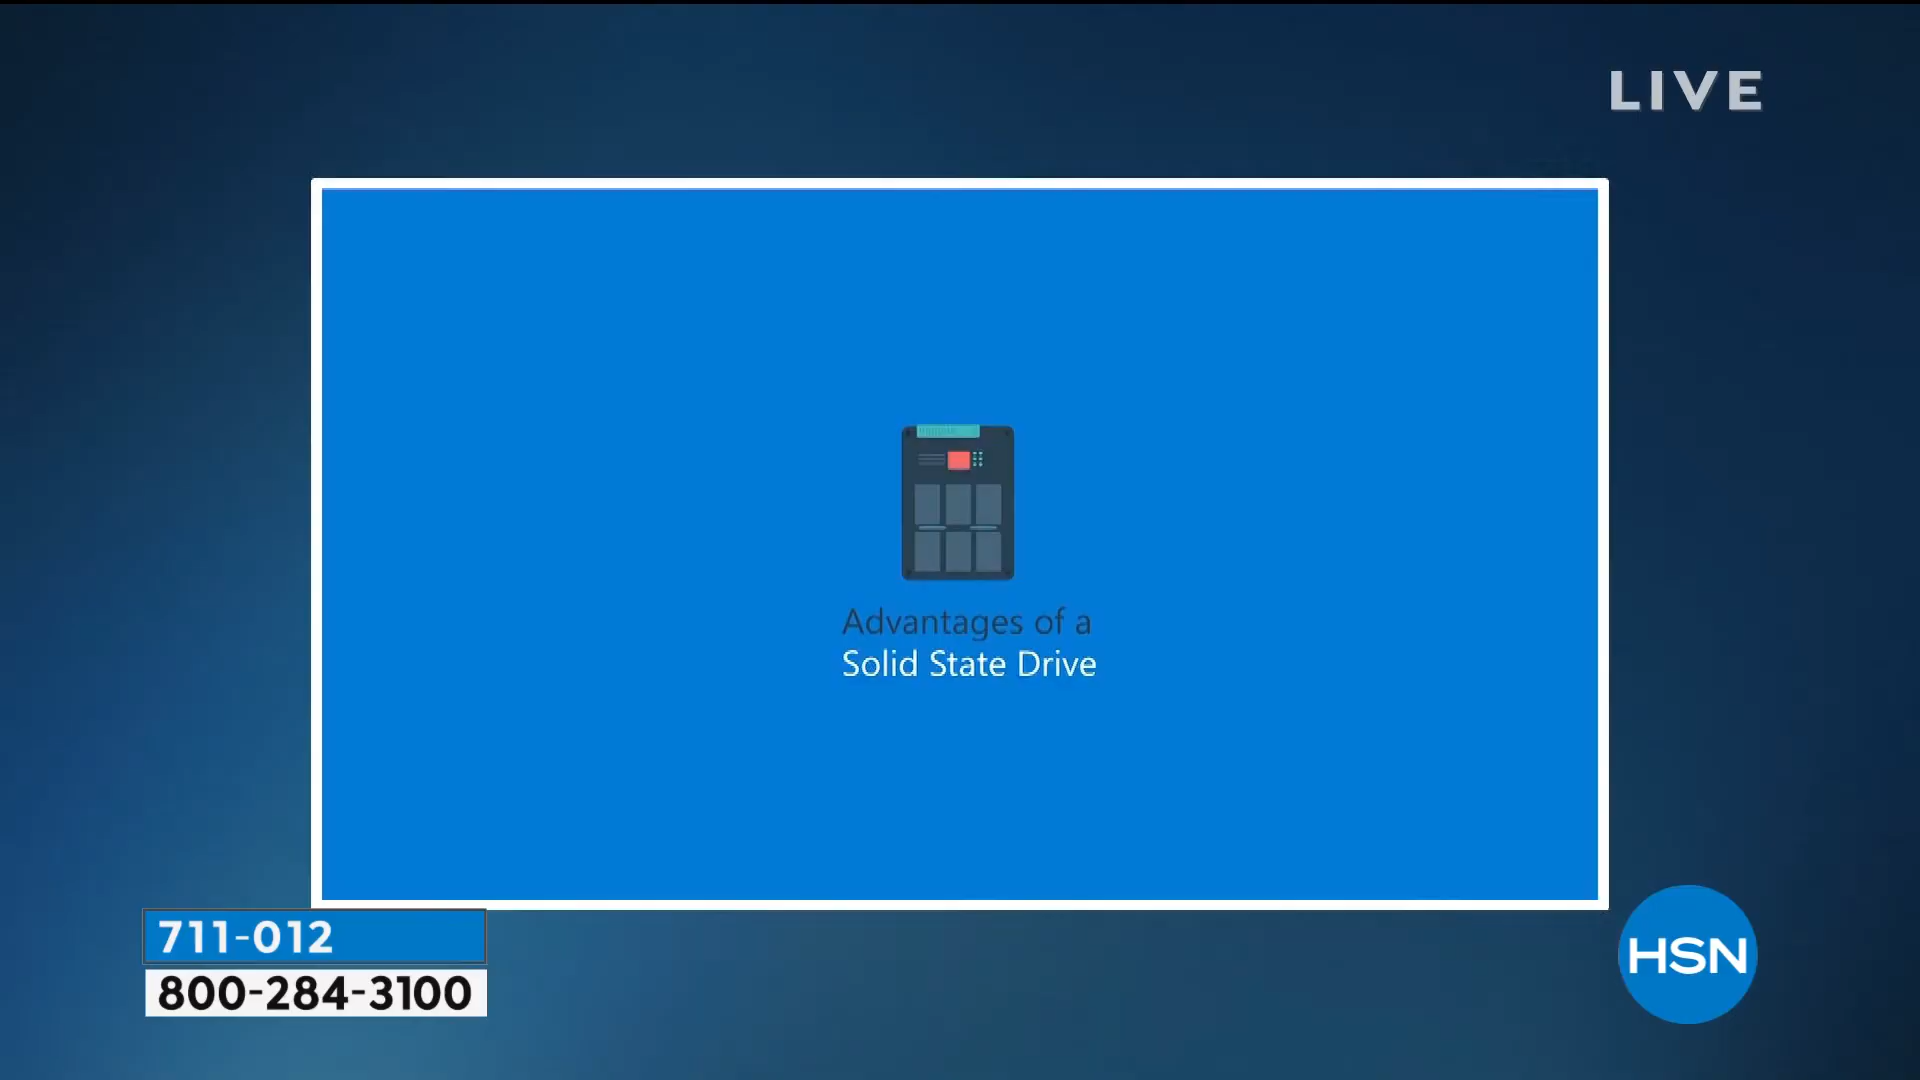 LIVE
Advantages of a
Solid State Drive
711-012
800-284-3100
HSN